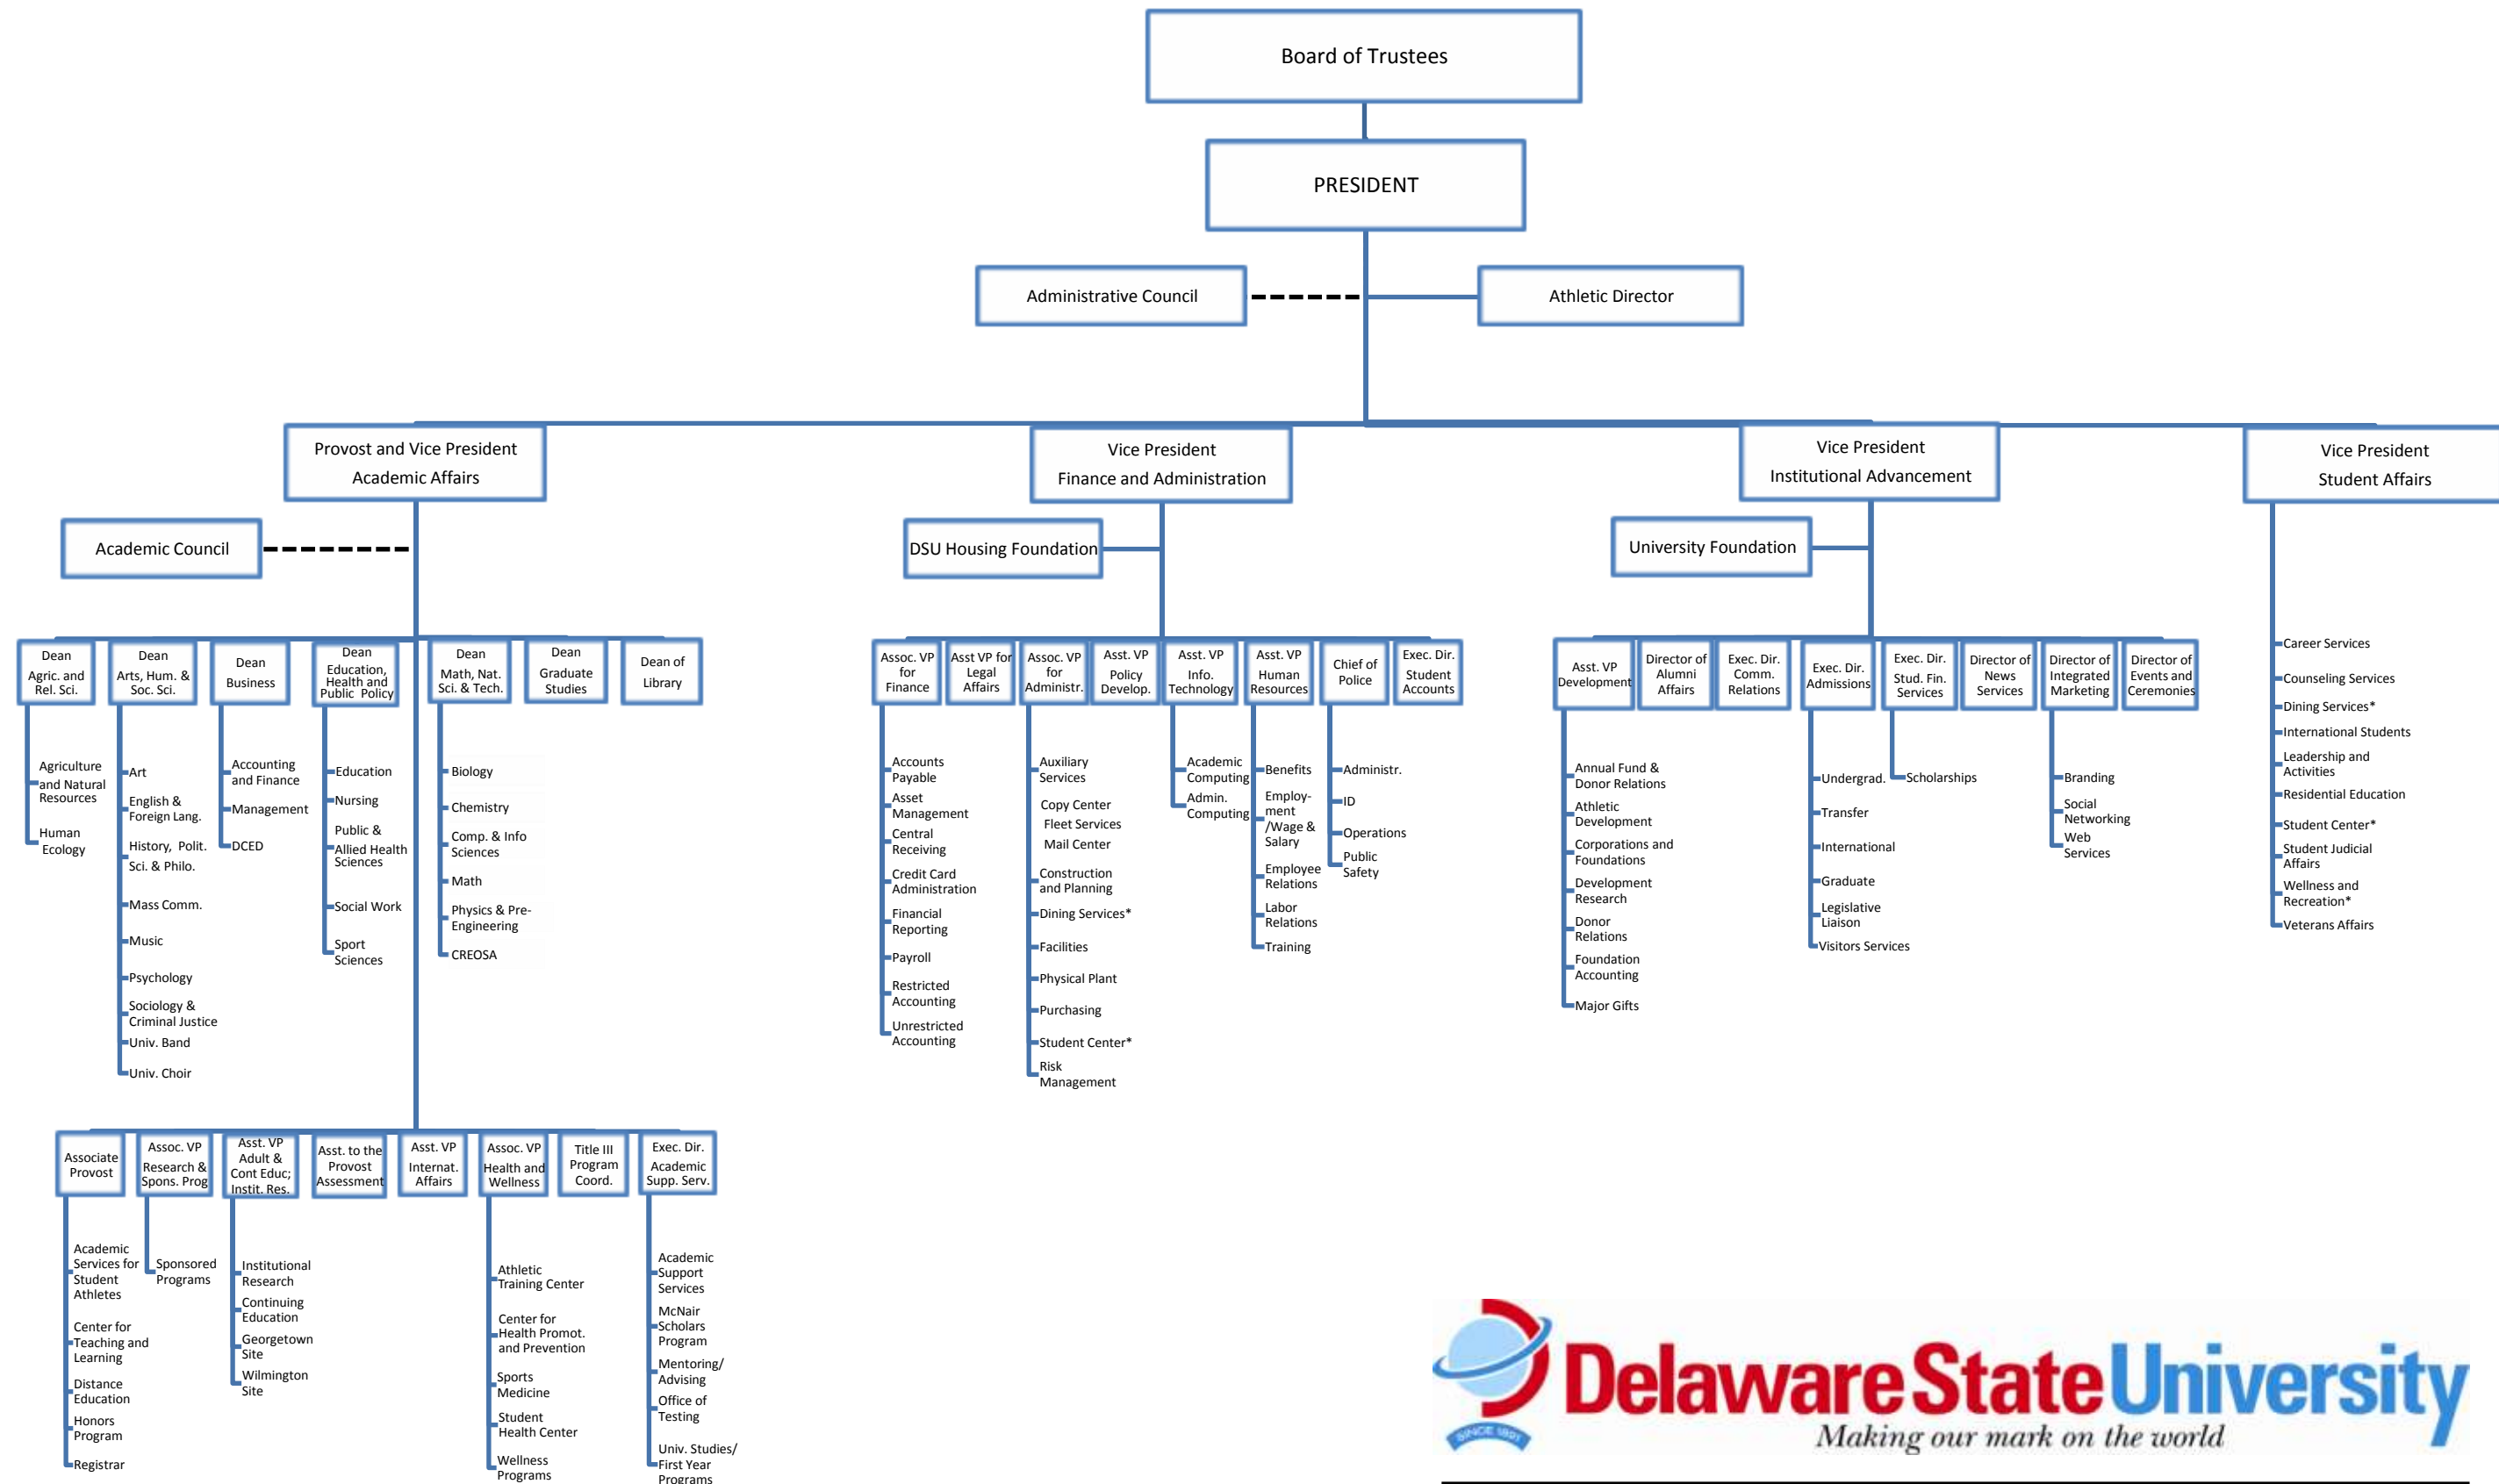 Board of Trustees
PRESIDENT
Administrative Council
Athletic Director
Provost and Vice President
Academic Affairs
Vice President
Finance and Administration
Vice President
Institutional Advancement
Vice President
Student Affairs
Academic Council
DSU Housing Foundation
University Foundation
Dean
Agric. and
Rel. Sci.
Dean
Arts, Hum. &
Soc. Sci.
Dean
Business
Dean
Education,
Health and
Public Policy
Dean
Math, Nat.
Sci. & Tech.
Dean
Graduate
Studies
Dean of
Library
Agriculture
and Natural
Resources
Human
Ecology
Art
English &
Foreign Lang.
History, Polit.
Sci. & Philo.
Mass Comm.
Music
Psychology
Sociology &
Criminal Justice
Univ. Band
Univ. Choir
Accounting
and Finance
Management
DCED
Education
Nursing
Public &
Allied Health
Sciences
Social Work
Sport
Sciences
Biology
Chemistry
Comp. & Info
Sciences
Math
Physics & Pre-
Engineering
CREOSA
Assoc. VP
for
Finance
Asst VP for
Legal
Affairs
Assoc. VP
for
Administr.
Asst. VP
Policy
Develop.
Asst. VP
Info.
Technology
Asst. VP
Human
Resources
Chief of
Police
Exec. Dir.
Student
Accounts
Accounts
Payable
Asset
Management
Central
Receiving
Credit Card
Administration
Financial
Reporting
Payroll
Restricted
Accounting
Unrestricted
Accounting
Auxiliary
Services
Copy Center
Fleet Services
Mail Center
Construction
and Planning
Dining Services*
Facilities
Physical Plant
Purchasing
Student Center*
Risk
Management
Academic
Computing
Admin.
Computing
Benefits
Employ-
ment
/Wage &
Salary
Employee
Relations
Labor
Relations
Training
Administr.
ID
Operations
Public
Safety
Asst. VP
Development
Director of
Alumni
Affairs
Exec. Dir.
Comm.
Relations
Exec. Dir.
Admissions
Exec. Dir.
Stud. Fin.
Services
Director of
News
Services
Director of
Integrated
Marketing
Director of
Events and
Ceremonies
Annual Fund &
Donor Relations
Athletic
Development
Corporations and
Foundations
Development
Research
Donor
Relations
Foundation
Accounting
Major Gifts
Undergrad.
Transfer
International
Graduate
Legislative
Liaison
Visitors Services
Scholarships
Branding
Social
Networking
Web
Services
Career Services
Counseling Services
Dining Services*
International Students
Leadership and
Activities
Residential Education
Student Center*
Student Judicial
Affairs
Wellness and
Recreation*
Veterans Affairs
Associate
Provost
Assoc. VP
Research &
Spons. Prog
Asst. VP
Adult &
Cont Educ;
Instit. Res.
Asst. to the
Provost
Assessment
Asst. VP
Internat.
Affairs
Assoc. VP
Health and
Wellness
Title III
Program
Coord.
Exec. Dir.
Academic
Supp. Serv.
Academic
Services for
Student
Athletes
Center for
Teaching and
Learning
Distance
Education
Honors
Program
Registrar
Sponsored
Programs
Institutional
Research
Continuing
Education
Georgetown
Site
Wilmington
Site
Athletic
Training Center
Center for
Health Promot.
and Prevention
Sports
Medicine
Student
Health Center
Wellness
Programs
Academic
Support
Services
McNair
Scholars
Program
Mentoring/
Advising
Office of
Testing
Univ. Studies/
First Year
Programs
Delaware State University
SINCE 1891
Making our mark on the world